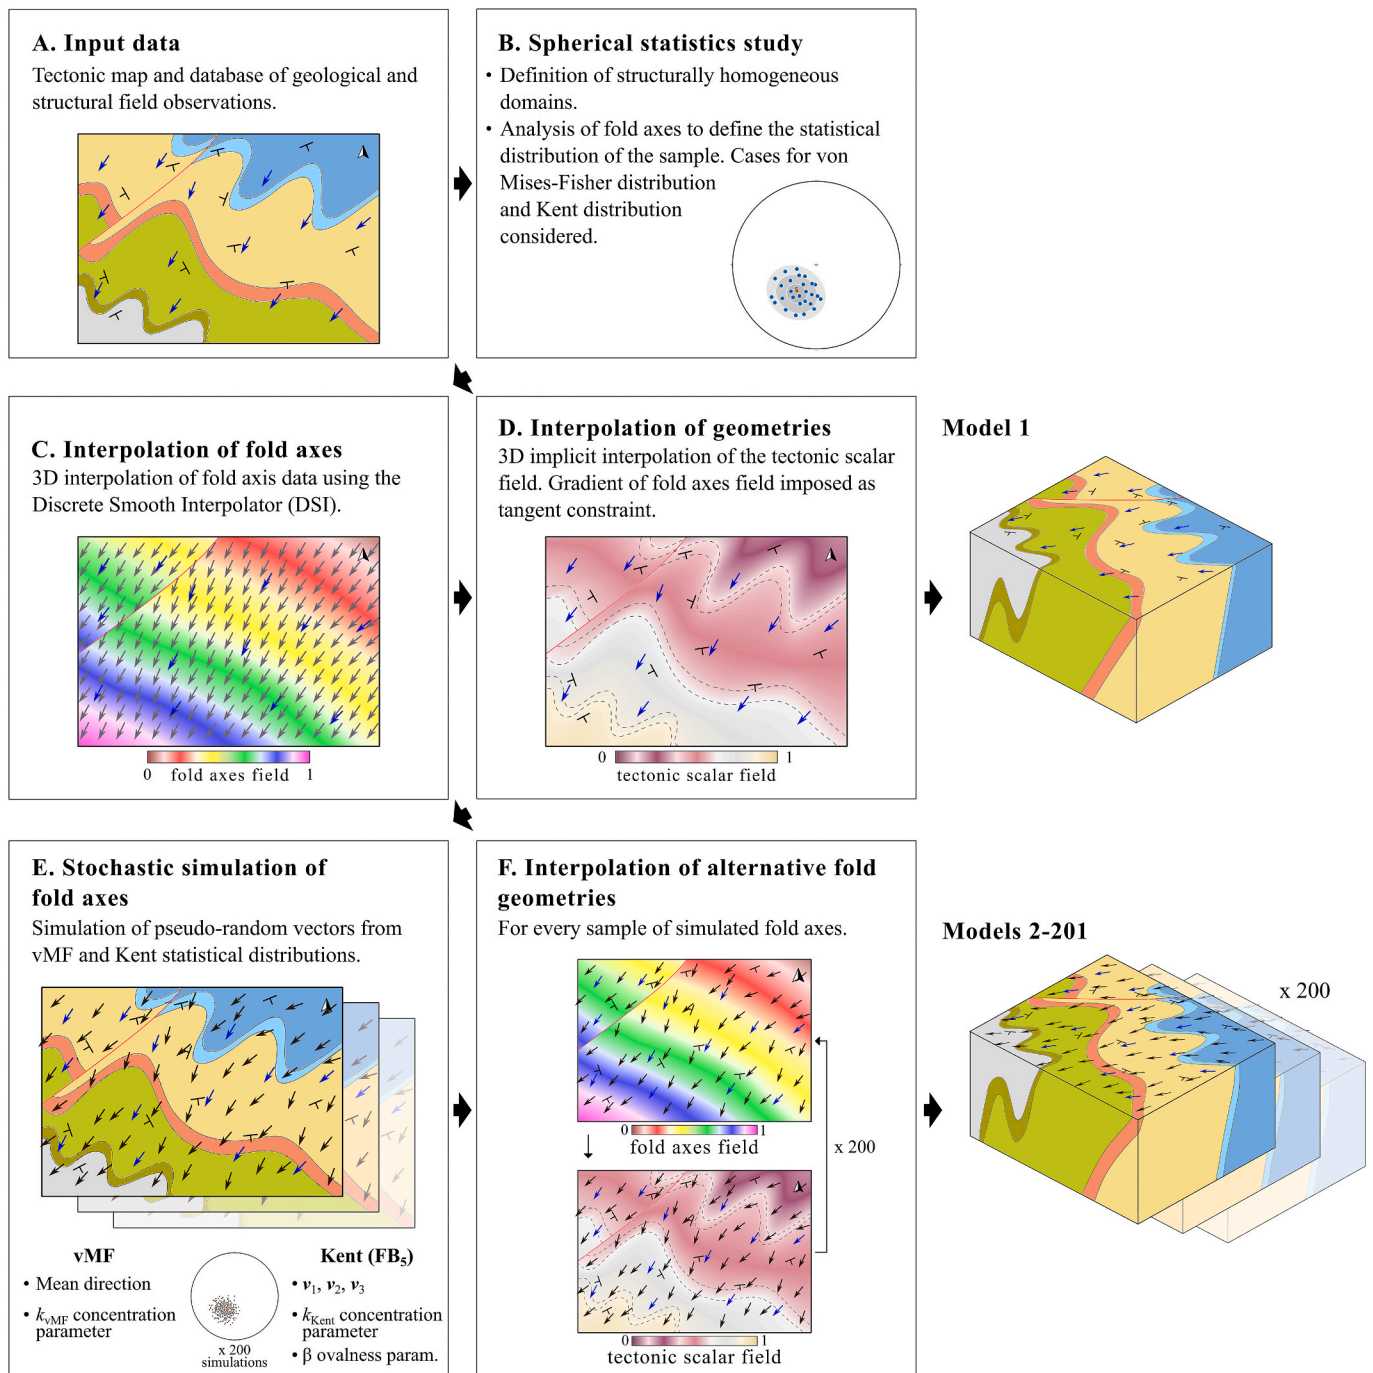 A. Input data
Tectonic map and database of geological and
structural field observations.
B. Spherical statistics study
• Definition of structurally homogeneous
domains.
• Analysis of fold axes to define the statistical
distribution of the sample. Cases for von
Mises-Fisher distribution
and Kent distribution
considered.
C. Interpolation of fold axes
3D interpolation of fold axis data using the
Discrete Smooth Interpolator (DSI).
0 fold axes field 1
D. Interpolation of geometries
3D implicit interpolation of the tectonic scalar
field. Gradient of fold axes field imposed as
tangent constraint.
0 1
tectonic scalar field
Model 1
E. Stochastic simulation of
fold axes
Simulation of pseudo-random vectors from
vMF and Kent statistical distributions.
vMF
• Mean direction
• kvMF concentration
parameter
x 200
simulations
Kent (FB5)
• v1, v2, v3
• kKent concentration
parameter
• β ovalness param.
F. Interpolation of alternative fold
geometries
For every sample of simulated fold axes.
0 1
fold axes field
x 200
0 1
tectonic scalar field
Models 2-201
x 200